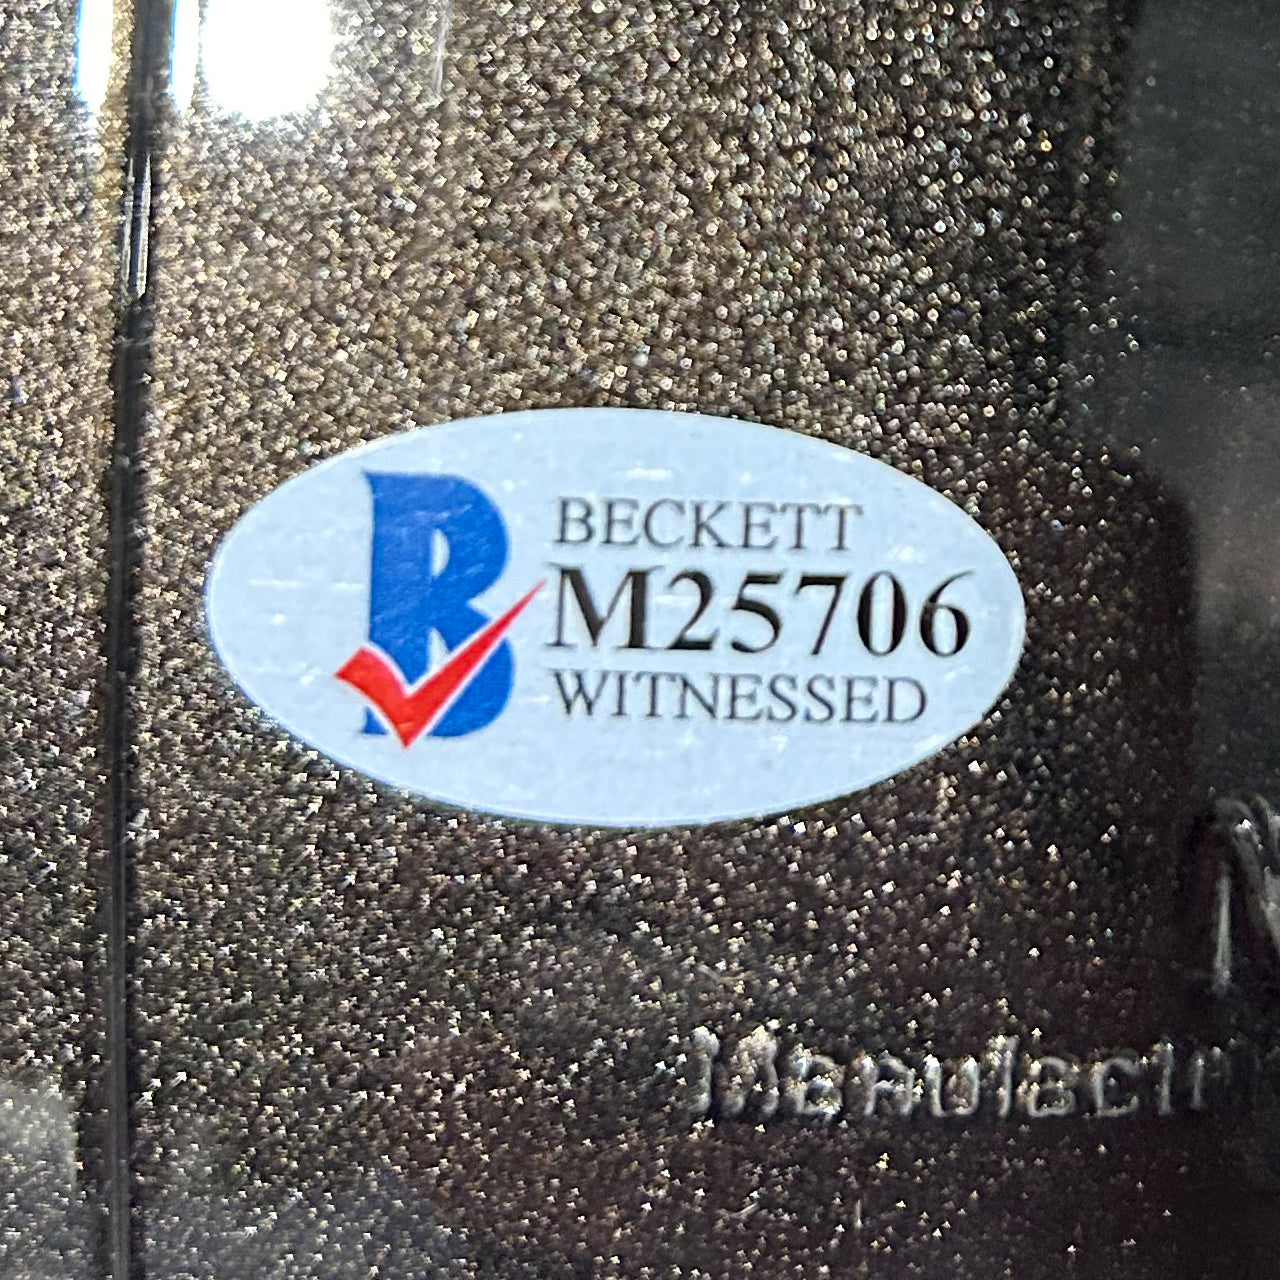 B
BECKETT
M25706
WITNESSED